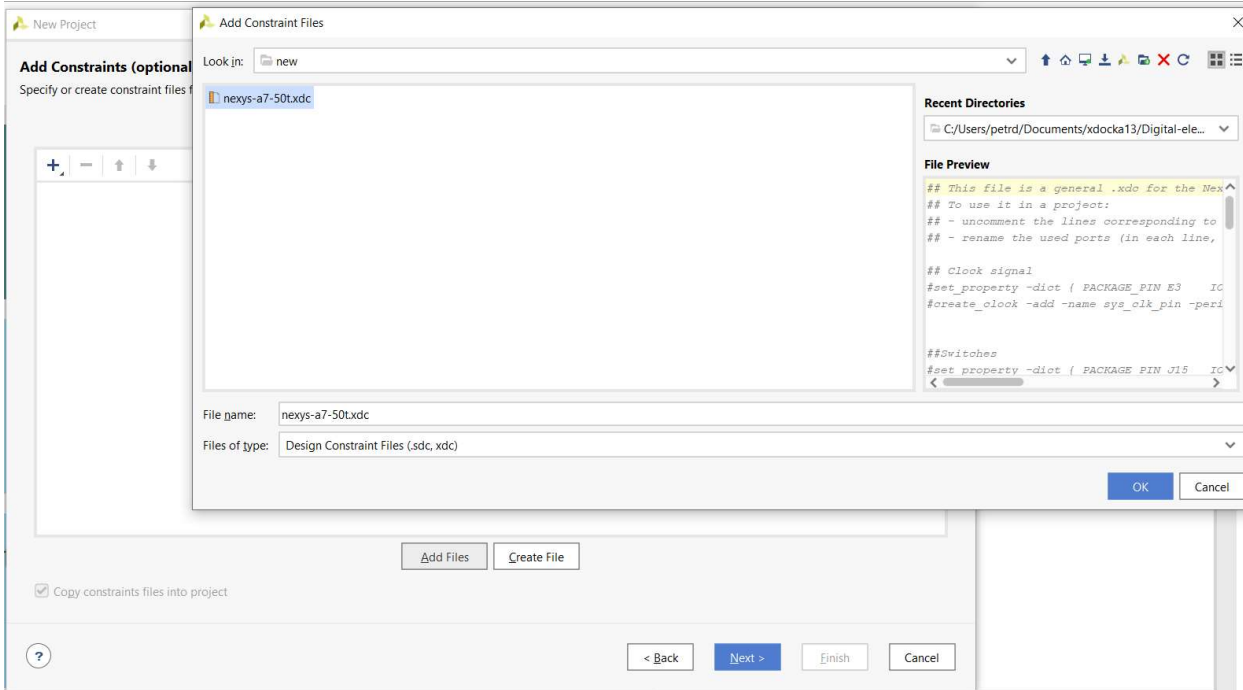 New Project
Add Constraints (optional
Specify or create constraint files f
Add Constraint Files
Look in: new
nexys-a7-50t.xdc
Recent Directories
C:/Users/petrd/Documents/xdocka13/Digital-ele...
File Preview
## This file is a general .xdc for the Nex
## To use it in a project:
## - uncomment the lines corresponding to
## - rename the used ports (in each line,
## Clock signal
#set_property -dict { PACKAGE_PIN E3 IO
#create_clock -add -name sys_clk_pin -peri
##Switches
#set_property -dict { PACKAGE_PIN J15 IO
File name: nexys-a7-50t.xdc
Files of type: Design Constraint Files (.sdc, xdc)
OK Cancel
Add Files Create File
Copy constraints files into project
? < Back Next > Finish Cancel